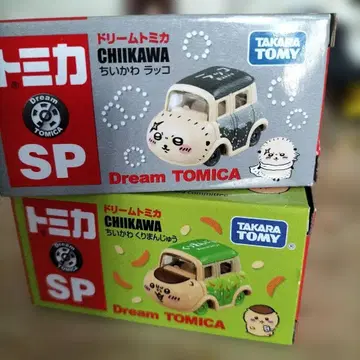 トミカ
Dream
TOMICA
SP
ドリームトミカ
CHIIKAWA
ちいかわ ラッコ
TAKARA
TOMY
Dream TOMICA
トミカ
Dream
TOMICA
SP
ドリームトミカ
CHIIKAWA
ちいかわ くりまんじゅう
TAKARA
TOMY
Dream TOMICA